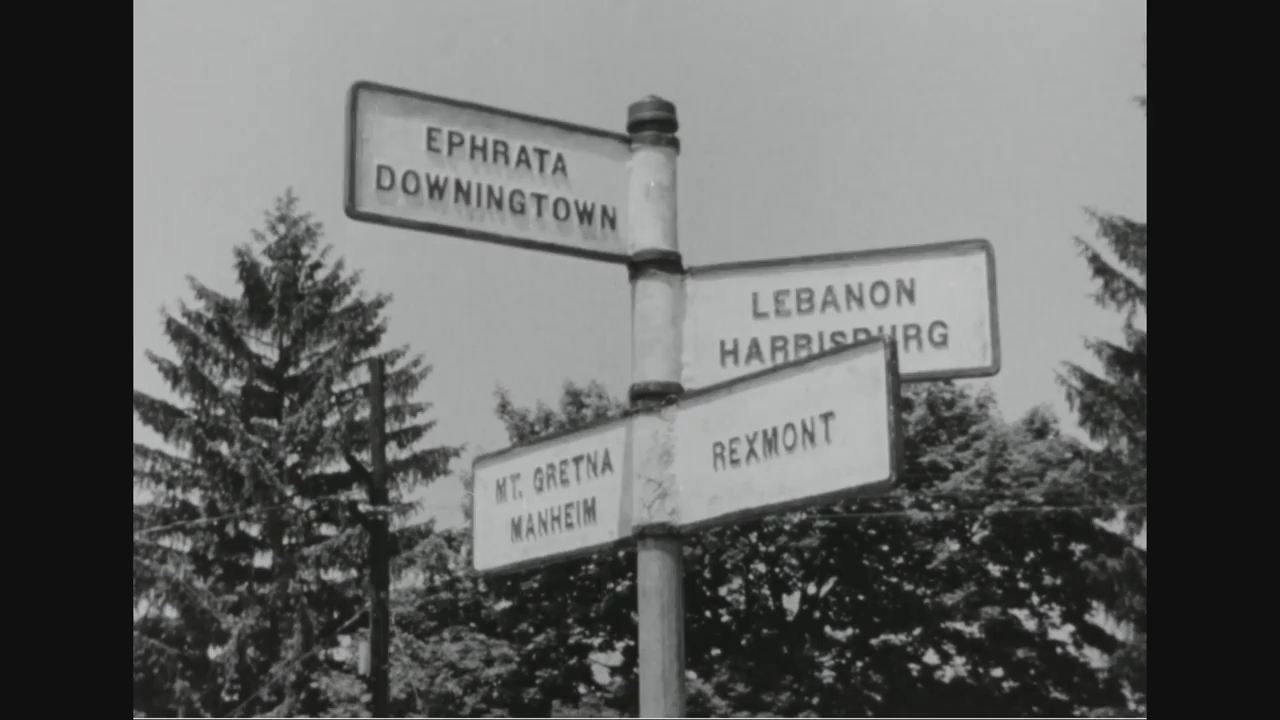 EPHRATA
DOWNINGTOWN
LEBANON
HARRISBURG
MT. GRETNA
MANHEIM
REXMONT